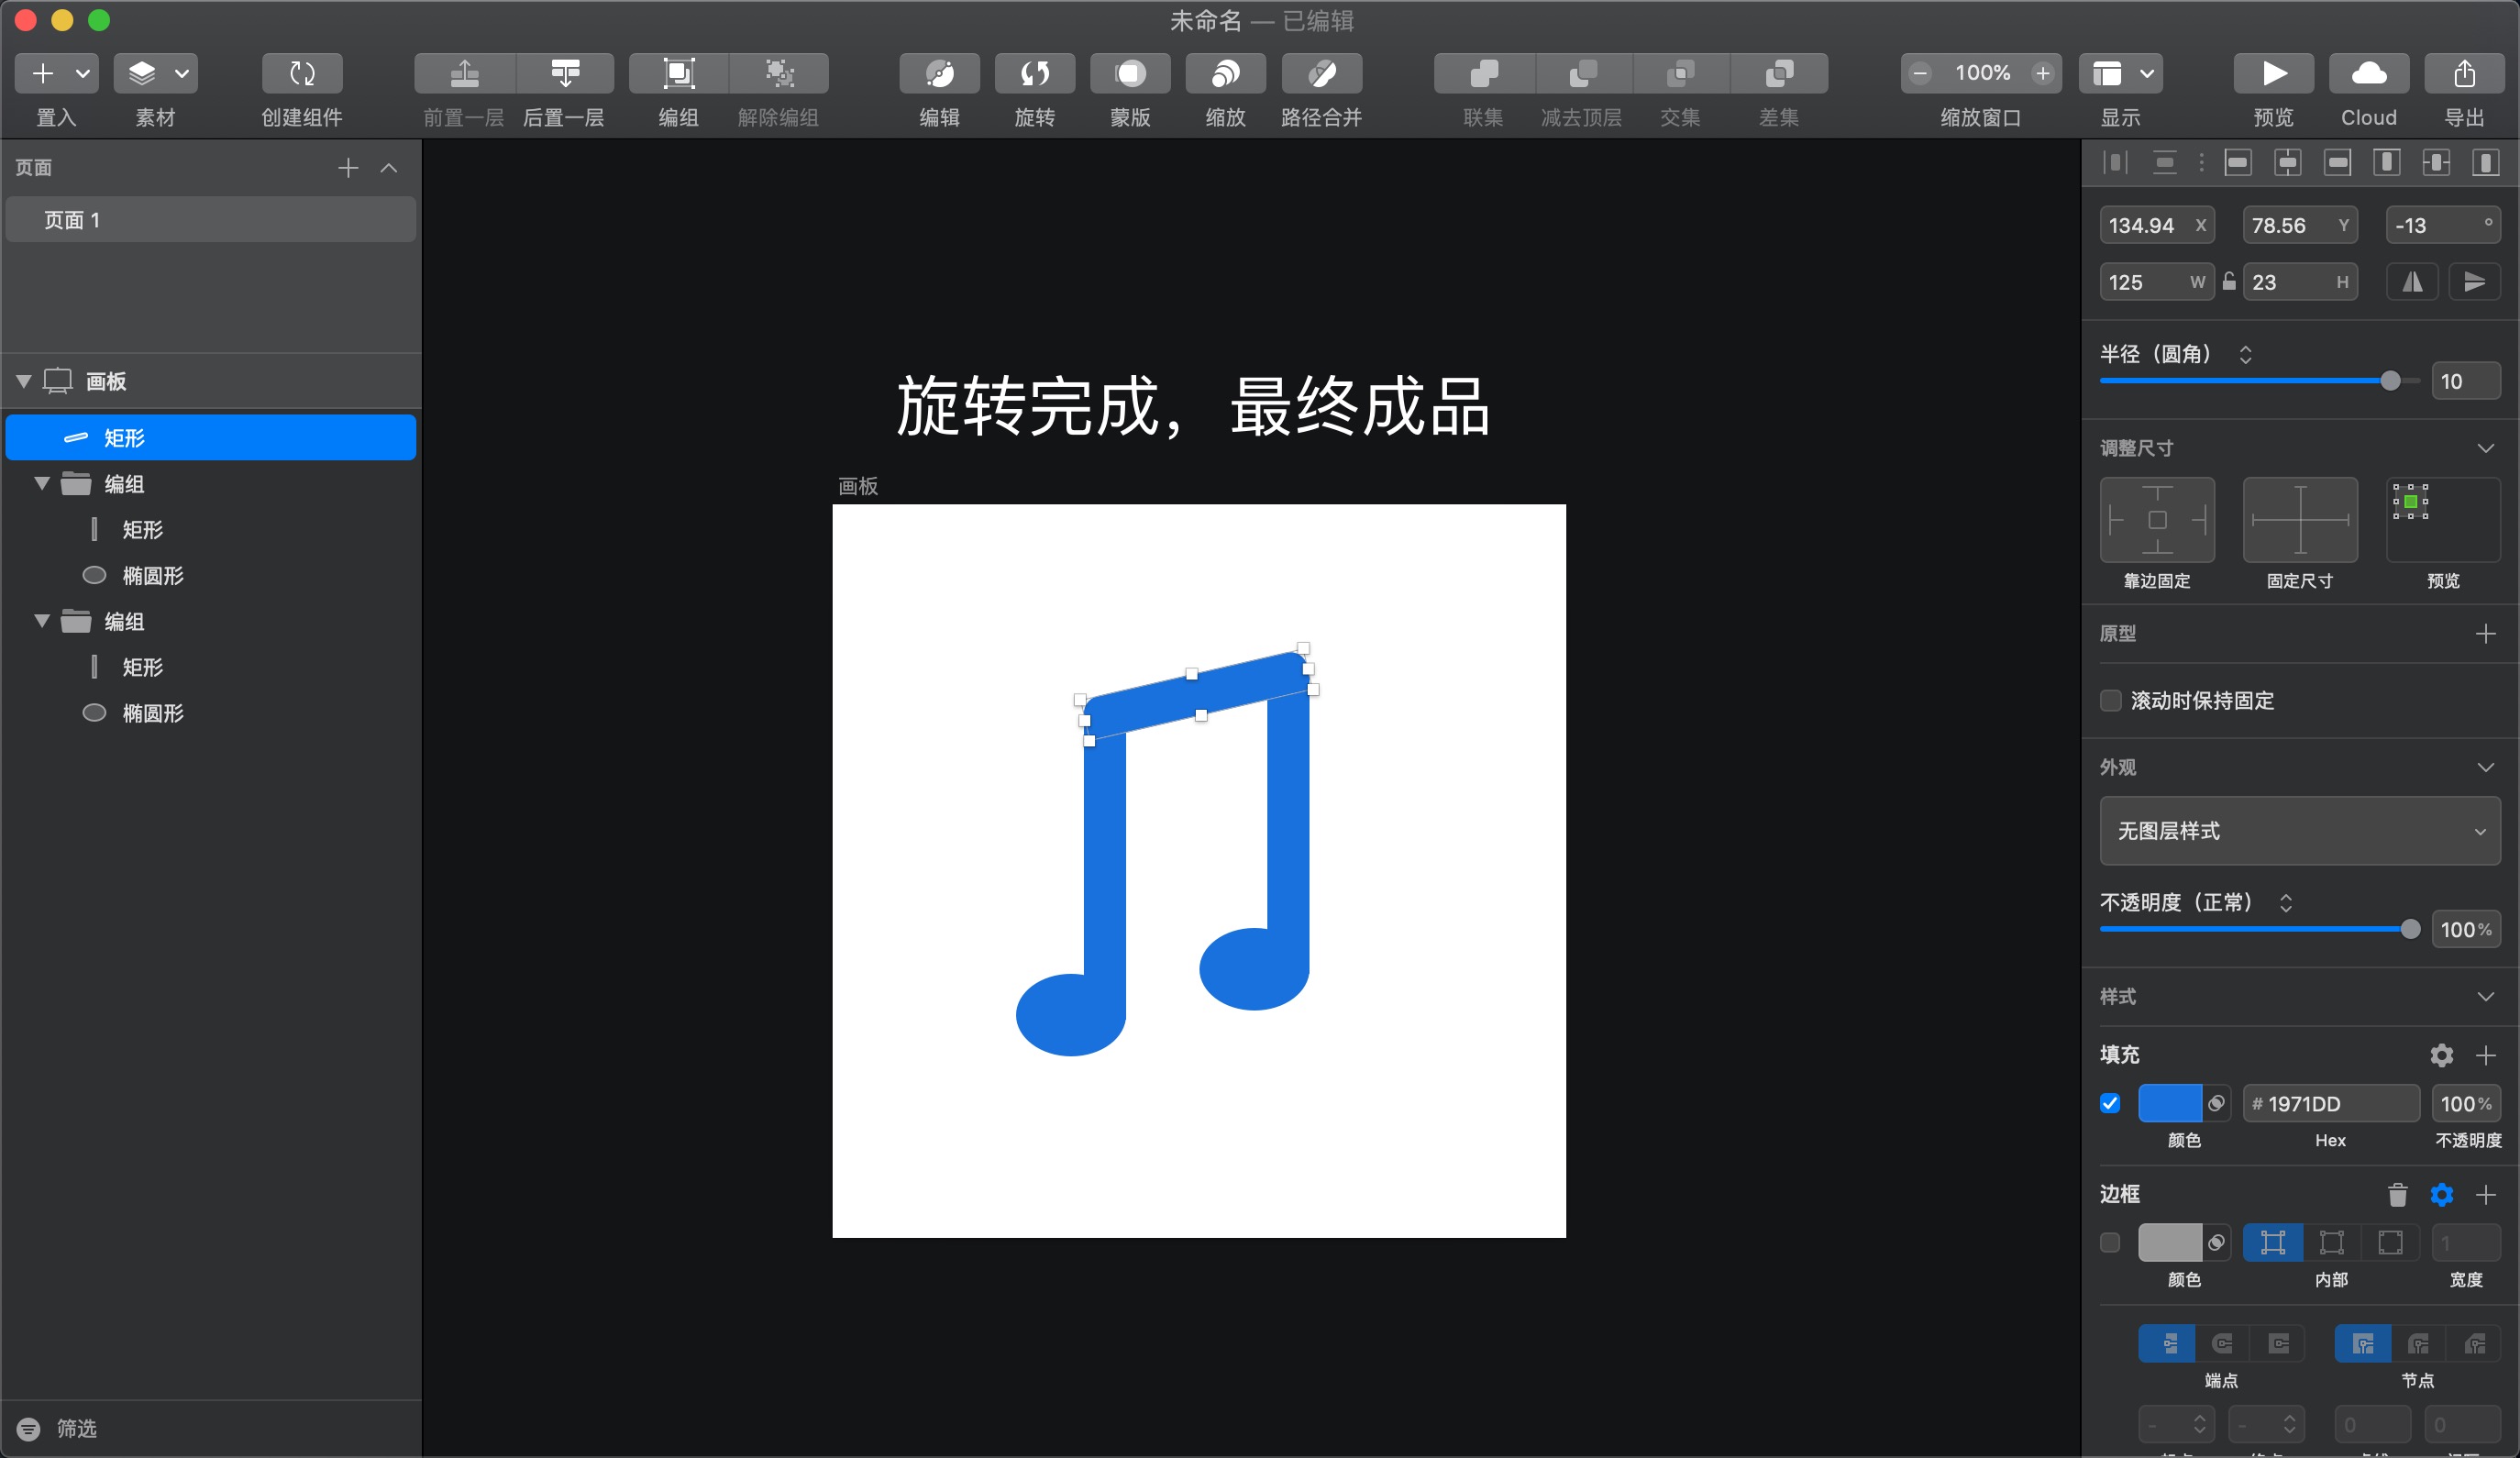 未命名 — 已编辑
100%
置入 素材 创建组件 前置一层 后置一层 编组 解除编组 编辑 旋转 蒙版 缩放 路径合并 联集 减去顶层 交集 差集 缩放窗口 显示 预览 Cloud 导出
页面
页面 1
画板
矩形
编组
矩形
椭圆形
编组
矩形
椭圆形
筛选
旋转完成，最终成品
画板
134.94 X 78.56 Y -13 °
125 W 23 H
半径（圆角）
10
调整尺寸
靠边固定 固定尺寸 预览
原型
滚动时保持固定
外观
无图层样式
不透明度（正常）
100%
样式
填充
# 1971DD 100%
颜色 Hex 不透明度
边框
1
颜色 内部 宽度
端点 节点
- - 0 0